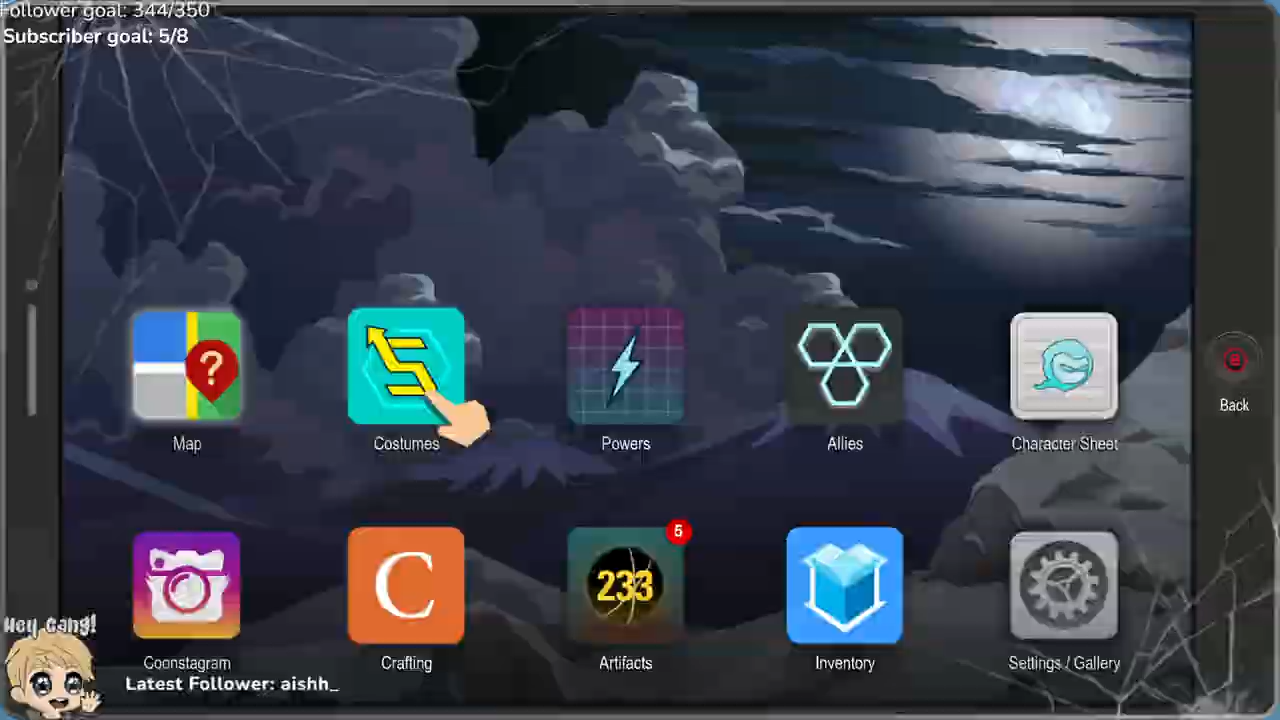 Follower goal: 344/350
Subscriber goal: 5/8
?
Map
Costumes
Powers
Allies
Character Sheet
B
Back
5
C
233
Coonstagram
Crafting
Artifacts
Inventory
Settings / Gallery
Hey Gang!
Latest Follower: aishh_